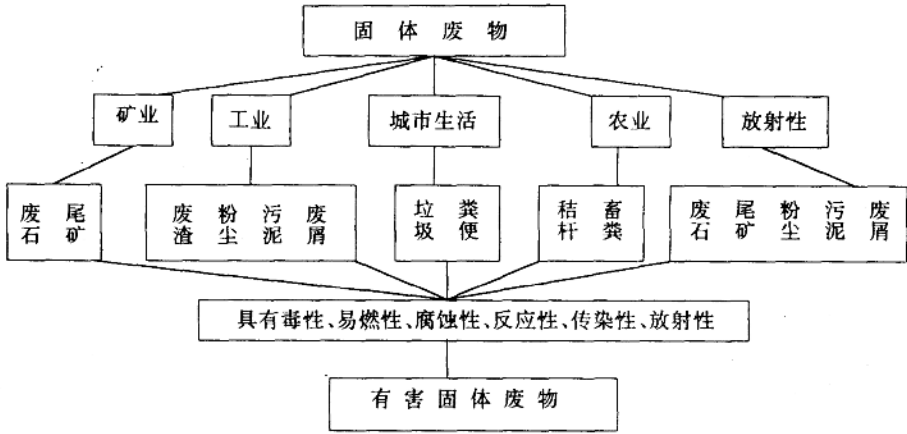 固体废物
矿业 工业 城市生活 农业 放射性
废石 尾矿
废渣 粉尘 污泥 废屑
垃圾 粪便
秸杆 畜粪
废石 尾矿 粉尘 污泥 废屑
具有毒性、易燃性、腐蚀性、反应性、传染性、放射性
有害固体废物